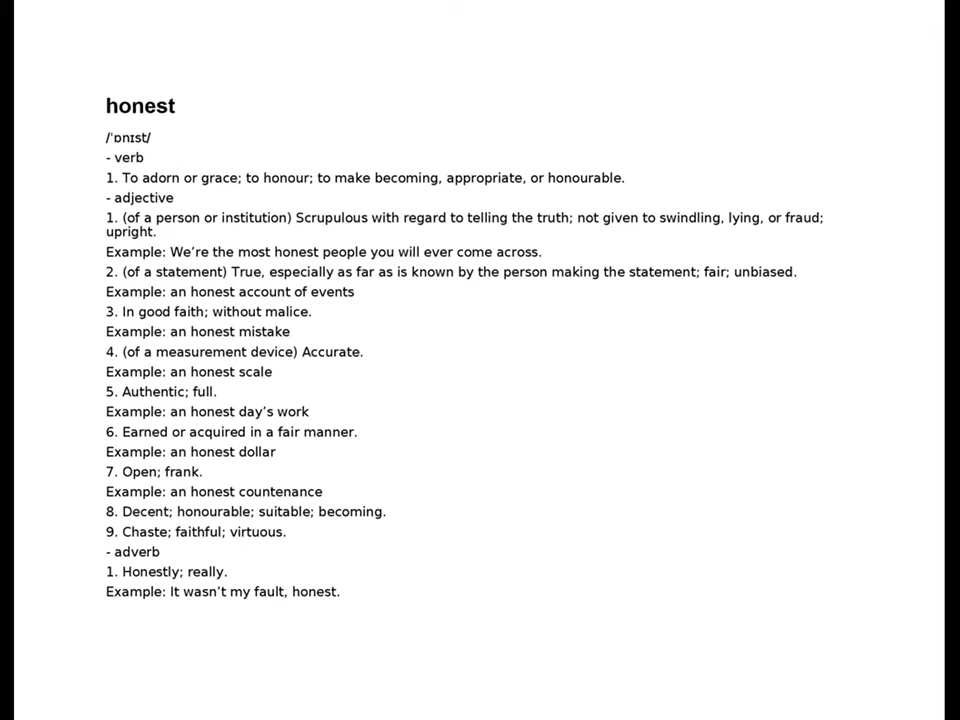 honest
/ˈɒnɪst/
- verb
1. To adorn or grace; to honour; to make becoming, appropriate, or honourable.
- adjective
1. (of a person or institution) Scrupulous with regard to telling the truth; not given to swindling, lying, or fraud;
upright.
Example: We’re the most honest people you will ever come across.
2. (of a statement) True, especially as far as is known by the person making the statement; fair; unbiased.
Example: an honest account of events
3. In good faith; without malice.
Example: an honest mistake
4. (of a measurement device) Accurate.
Example: an honest scale
5. Authentic; full.
Example: an honest day’s work
6. Earned or acquired in a fair manner.
Example: an honest dollar
7. Open; frank.
Example: an honest countenance
8. Decent; honourable; suitable; becoming.
9. Chaste; faithful; virtuous.
- adverb
1. Honestly; really.
Example: It wasn’t my fault, honest.